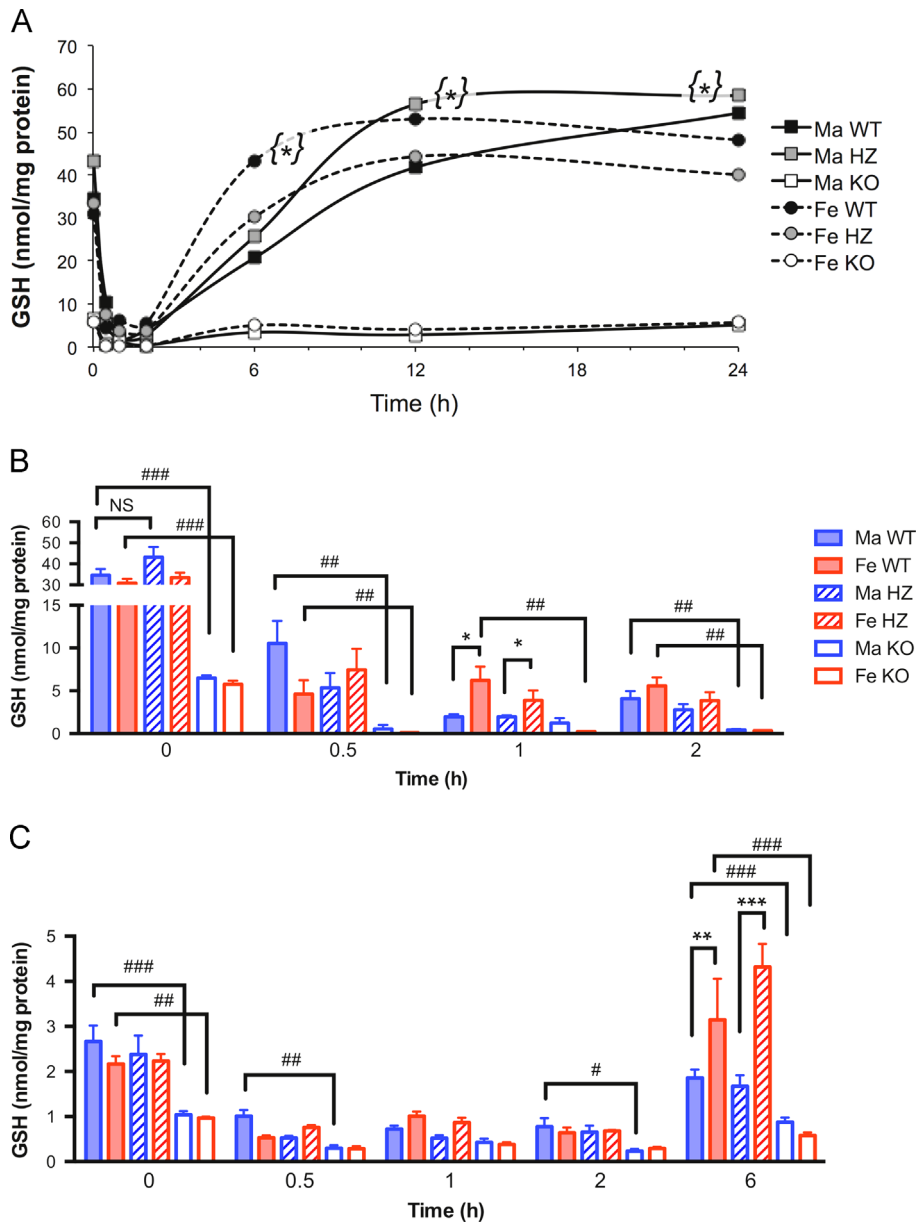 A
GSH (nmol/mg protein)
70
60
50
40
30
20
10
0
{*}
{*}
{*}
0
6
12
18
24
Time (h)
Ma WT
Ma HZ
Ma KO
Fe WT
Fe HZ
Fe KO
B
GSH (nmol/mg protein)
60
50
40
30
15
10
5
0
###
NS
###
##
##
*
##
*
##
##
0
0.5
1
2
Time (h)
Ma WT
Fe WT
Ma HZ
Fe HZ
Ma KO
Fe KO
C
GSH (nmol/mg protein)
5
4
3
2
1
0
###
##
##
#
###
###
**
***
0
0.5
1
2
6
Time (h)